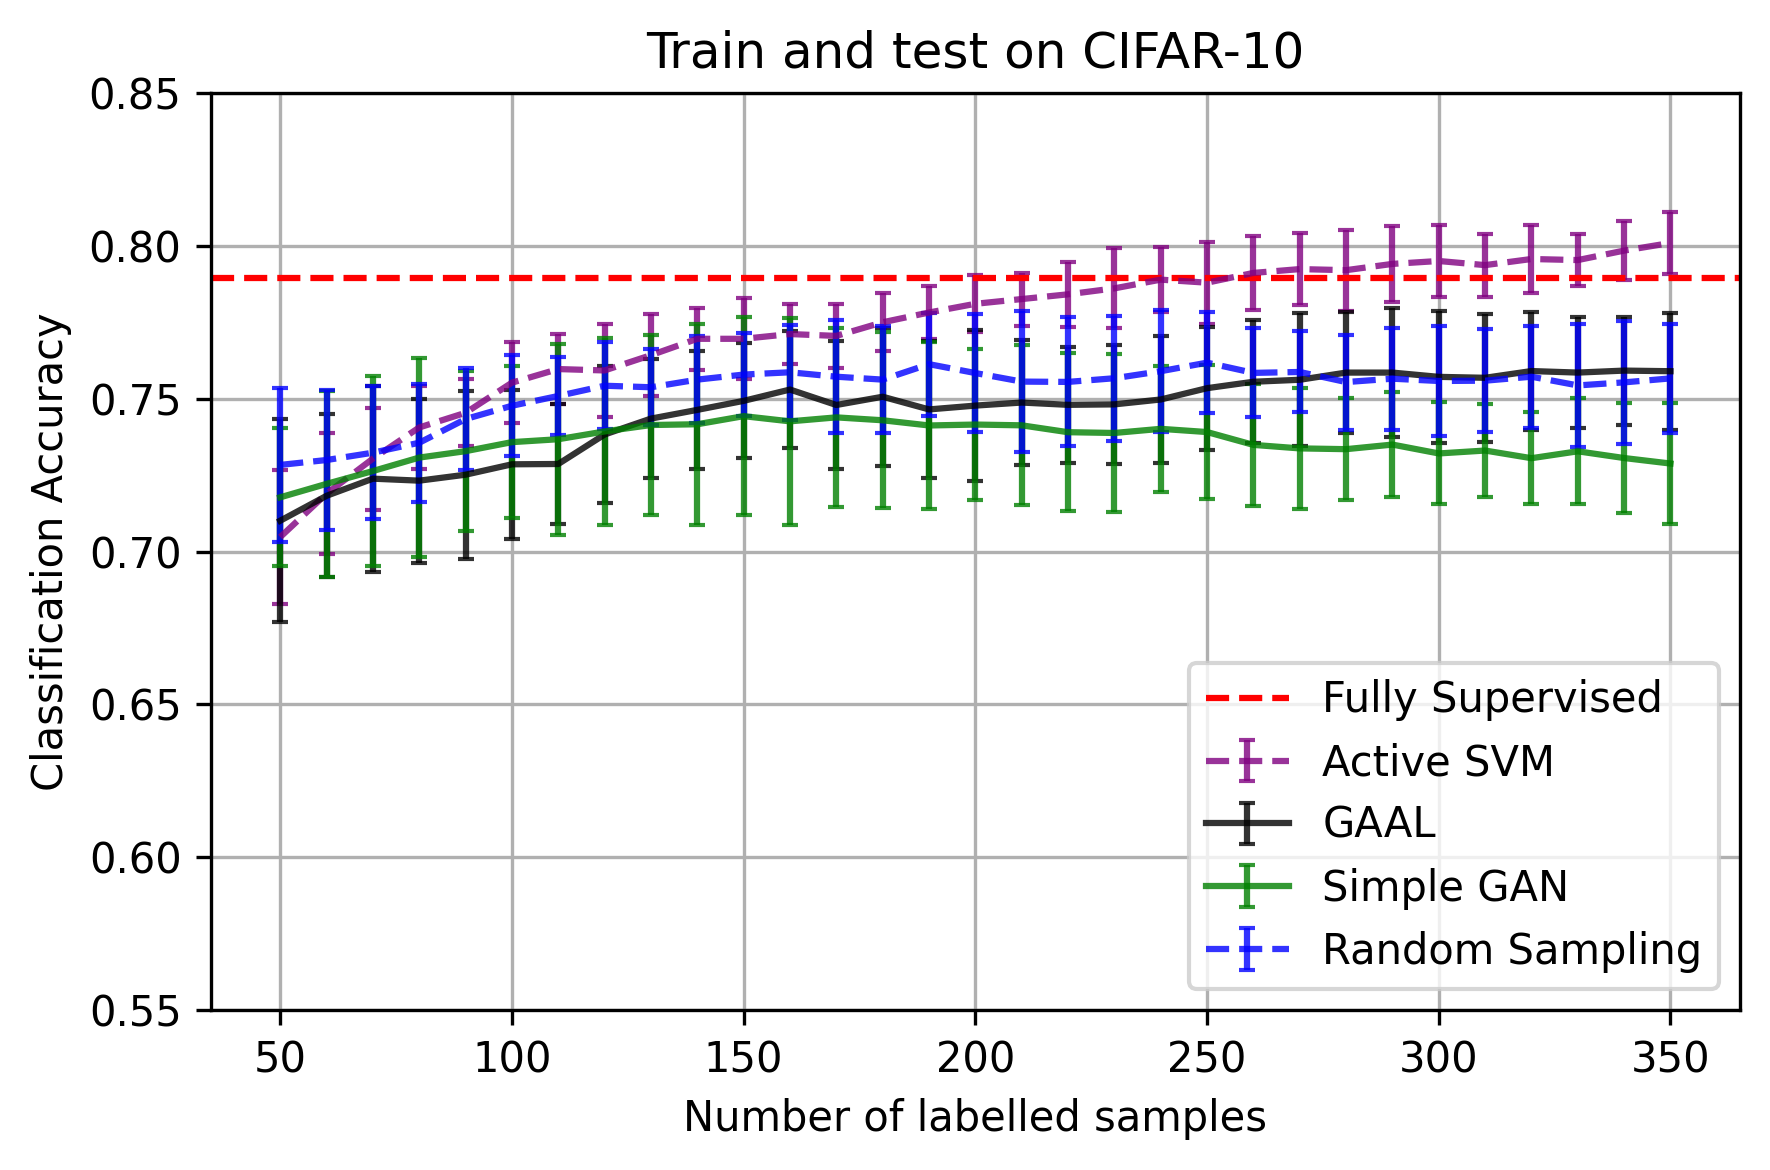 Train and test on CIFAR-10
0.85
0.80
0.75
0.70
0.65
0.60
0.55
Classification Accuracy
Fully Supervised
Active SVM
GAAL
Simple GAN
Random Sampling
50 100 150 200 250 300 350
Number of labelled samples